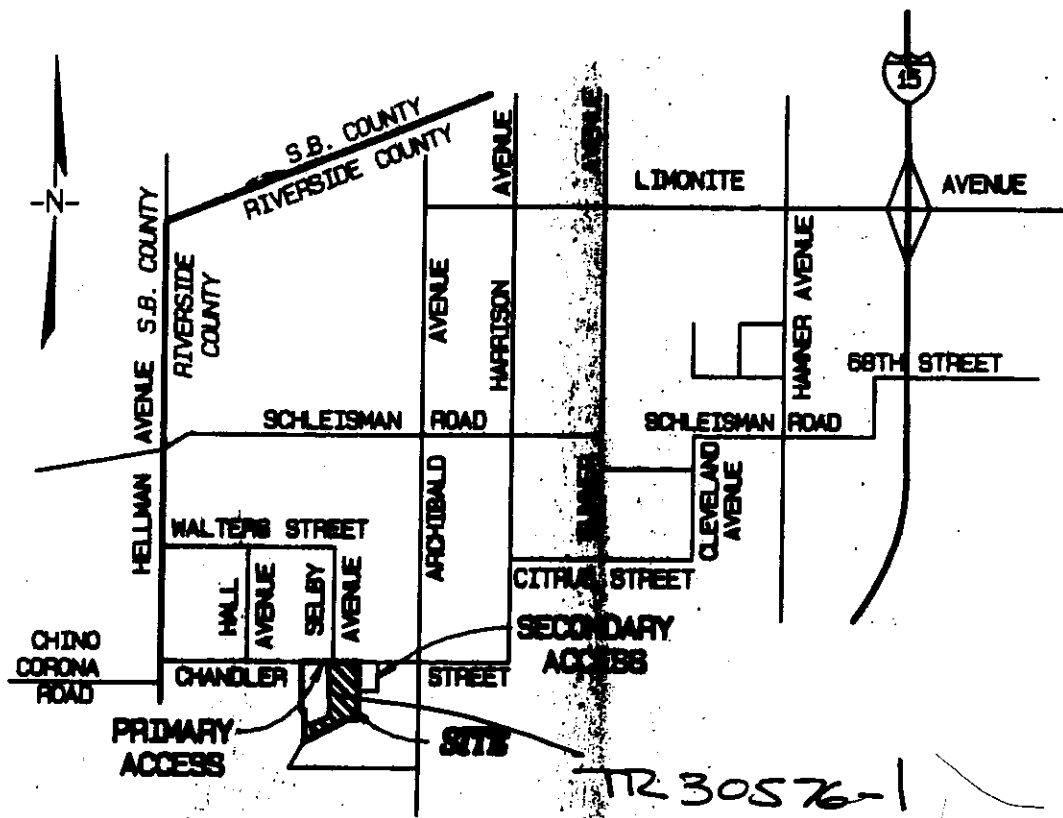 15
S.B. COUNTY
RIVERSIDE COUNTY
-N-
HELLMAN AVENUE
S.B. COUNTY
RIVERSIDE
COUNTY
AVENUE
HARRISON AVENUE
AVENUE
LIMONITE AVENUE
HAMNER AVENUE
68TH STREET
SCHLEISMAN ROAD
SCHLEISMAN ROAD
ARCHIBALD
SUMNER
CLEVELAND
AVENUE
WALTERS STREET
HALL
AVENUE
SELBY
AVENUE
CITRUS STREET
SECONDARY
ACCESS
CHINO
CORONA
ROAD
CHANDLER STREET
PRIMARY
ACCESS
SITE
TR 30576-1